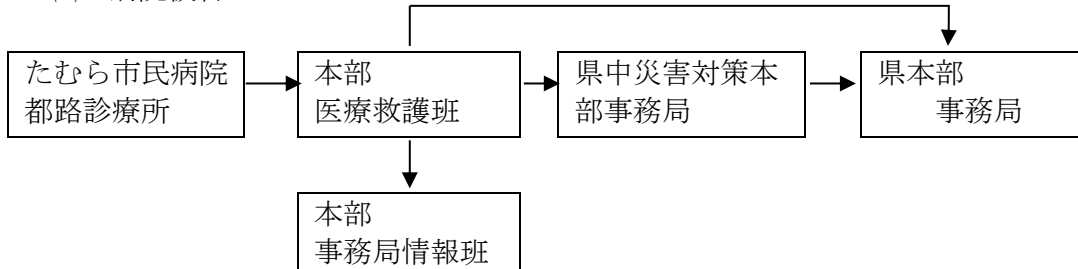 たむら市民病院
都路診療所
本部
医療救護班
県中災害対策本
部事務局
県本部
事務局
本部
事務局情報班